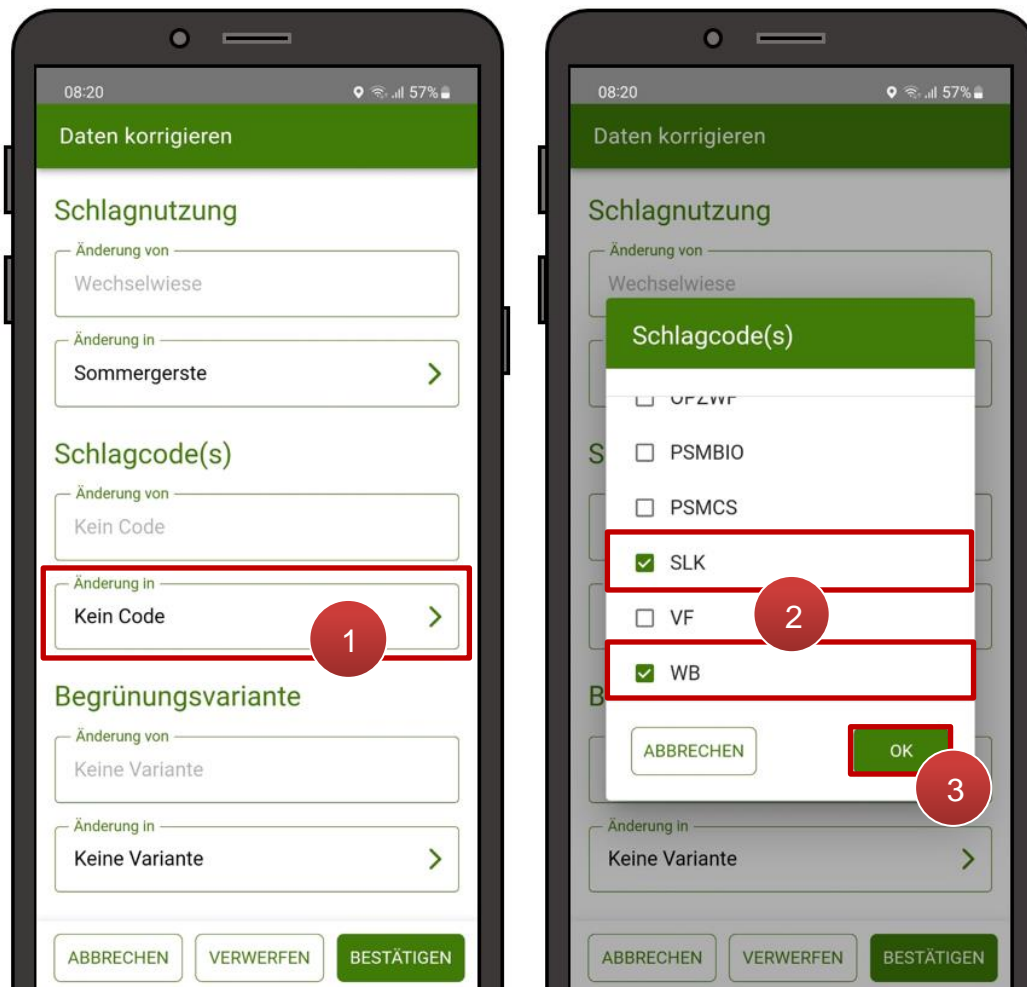 08:20
57%
Daten korrigieren
Schlagnutzung
Änderung von
Wechselwiese
Änderung in
Sommergerste
Schlagcode(s)
Änderung von
Kein Code
Änderung in
Kein Code
1
Begrünungsvariante
Änderung von
Keine Variante
Änderung in
Keine Variante
ABBRECHEN
VERWERFEN
BESTÄTIGEN
08:20
57%
Daten korrigieren
Schlagnutzung
Änderung von
Wechselwiese
Schlagcode(s)
PSMBIO
PSMCS
SLK
VF
2
WB
ABBRECHEN
OK
3
S
B
Änderung in
Keine Variante
ABBRECHEN
VERWERFEN
BESTÄTIGEN